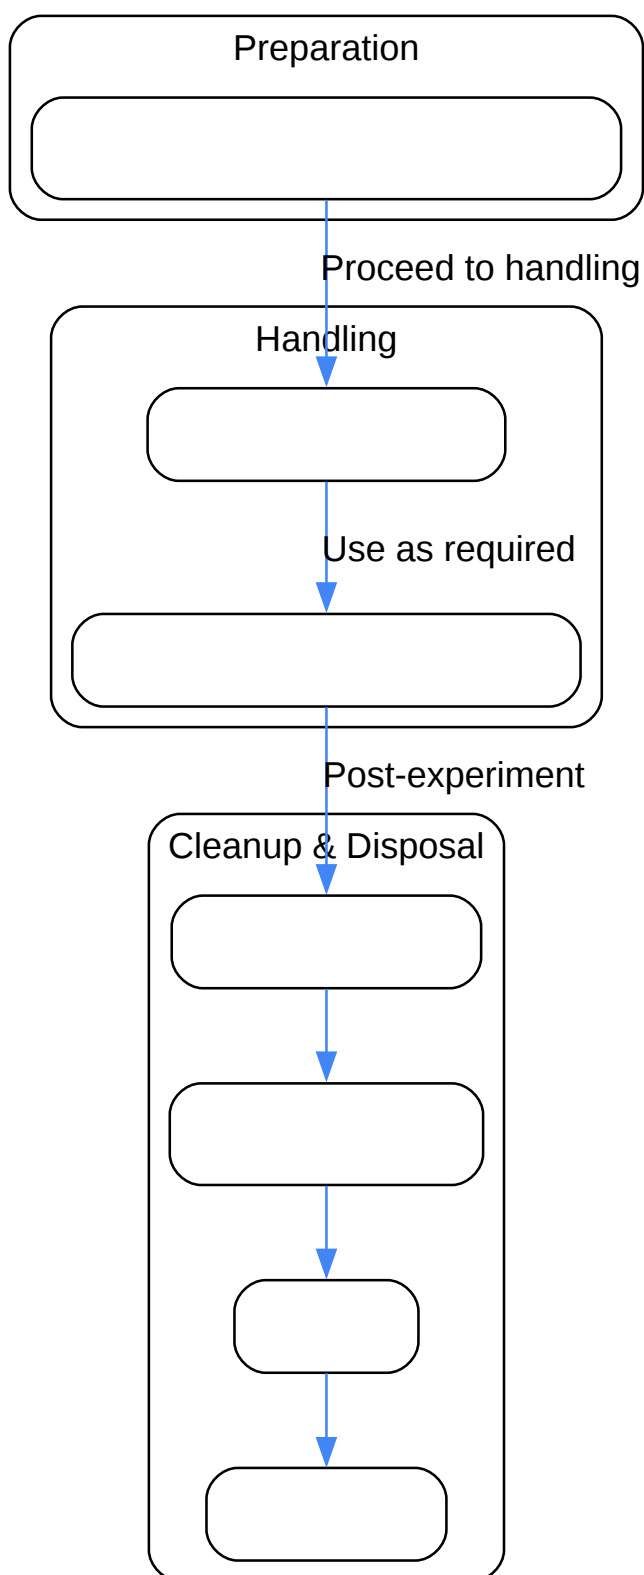 Preparation
Proceed to handling
Handling
Use as required
Post-experiment
Cleanup & Disposal